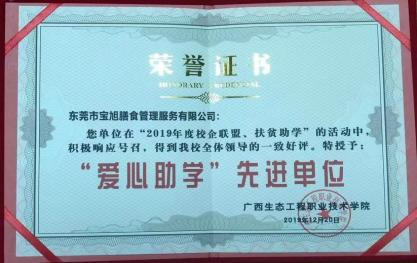 荣誉证书
HONORARY CREDENTIAL
东莞市宝旭膳食管理服务有限公司：
您单位在“2019年度校企联盟、扶贫助学”的活动中，
积极响应号召，得到我校全体领导的一致好评。特授予：
“爱心助学”先进单位
广西生态工程职业技术学院
2019年12月20日